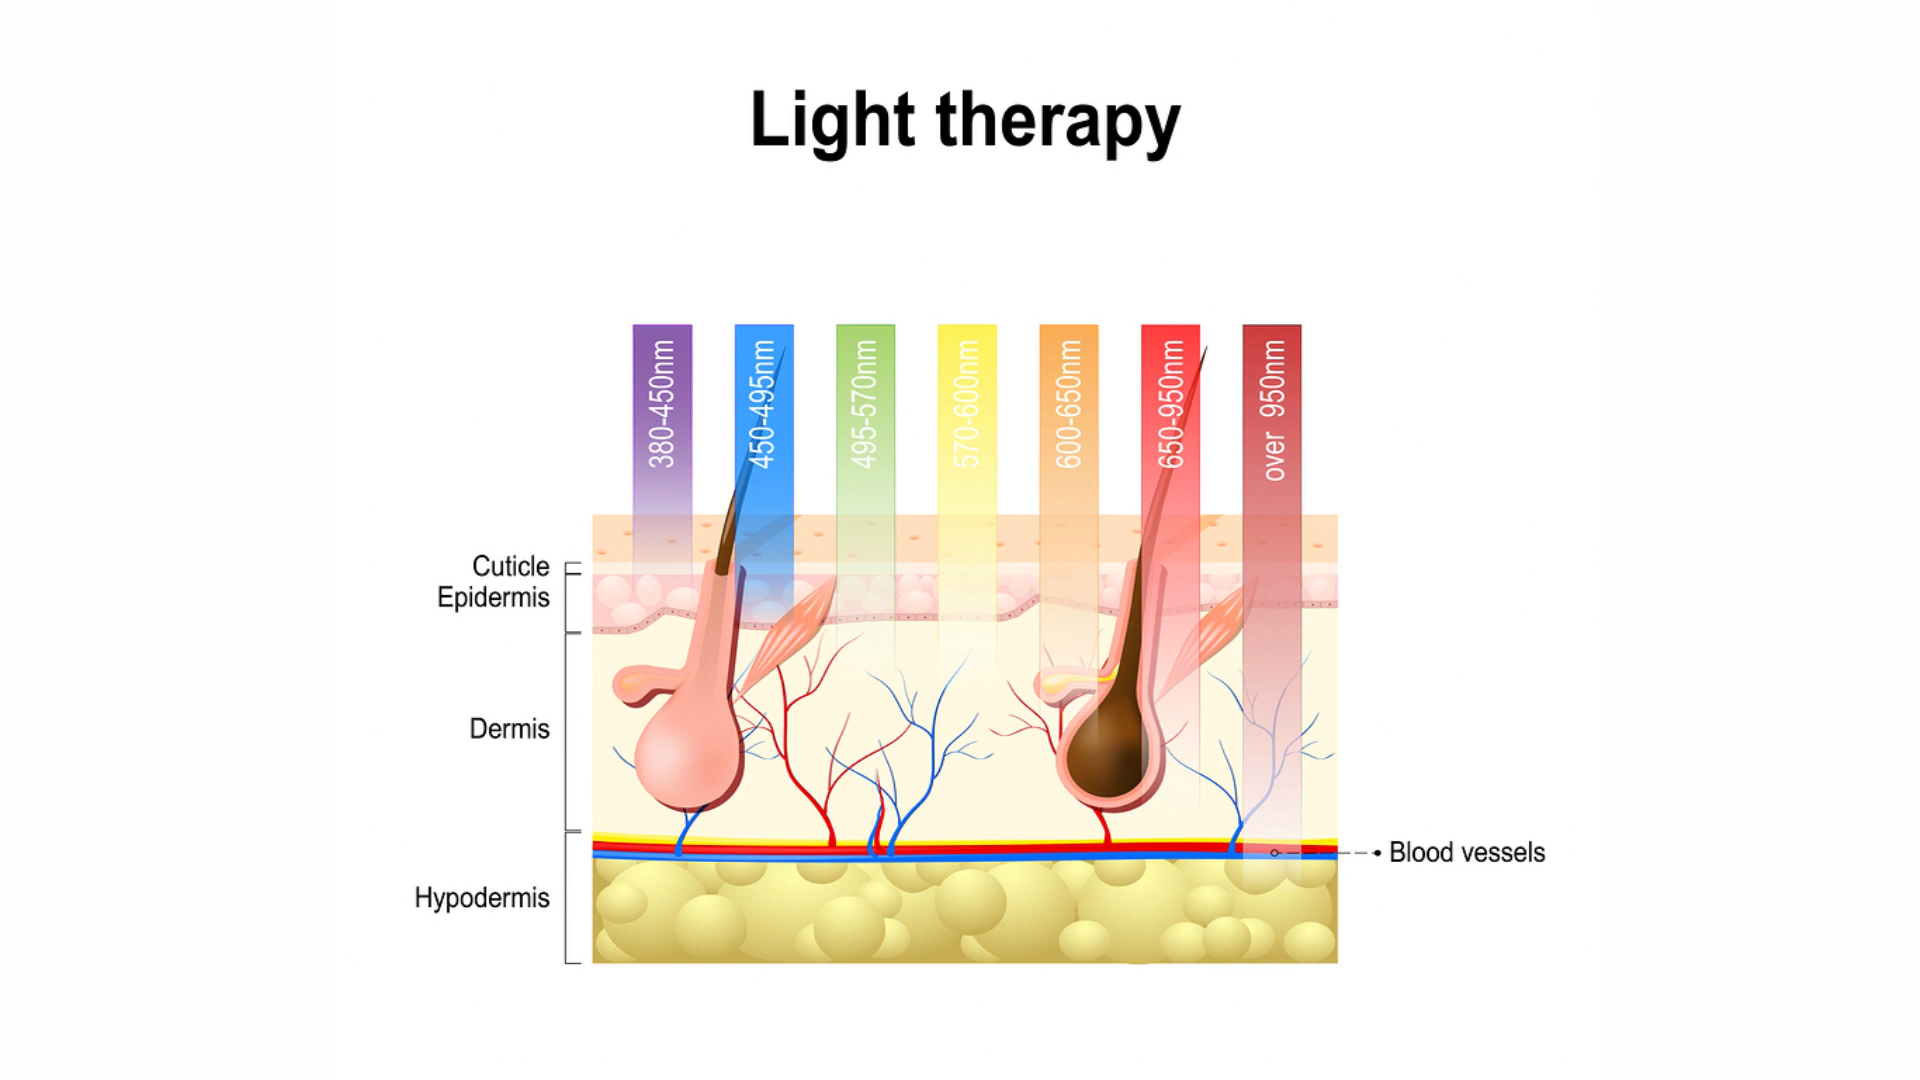 Light therapy
380-450nm
450-495nm
495-570nm
570-600nm
600-650nm
650-950nm
over 950nm
Cuticle
Epidermis
Dermis
Blood vessels
Hypodermis